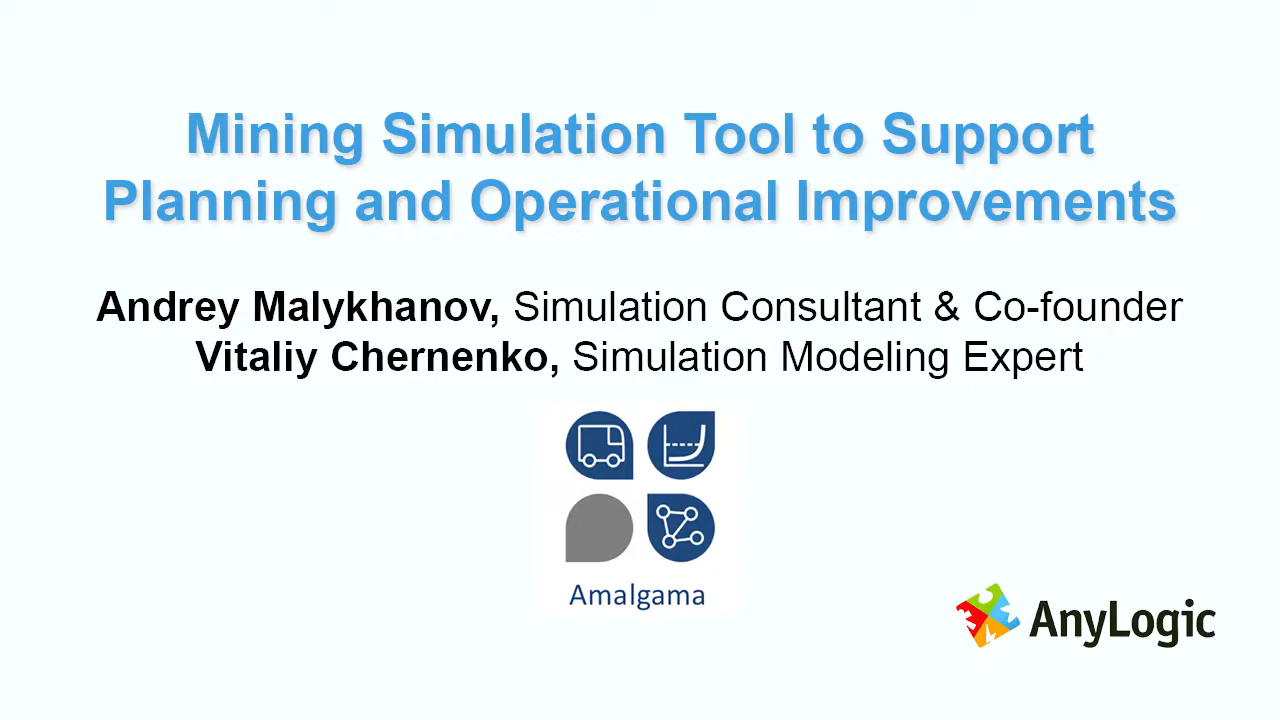 Mining Simulation Tool to Support
Planning and Operational Improvements
Andrey Malykhanov, Simulation Consultant & Co-founder
Vitaliy Chernenko, Simulation Modeling Expert
Amalgama
AnyLogic